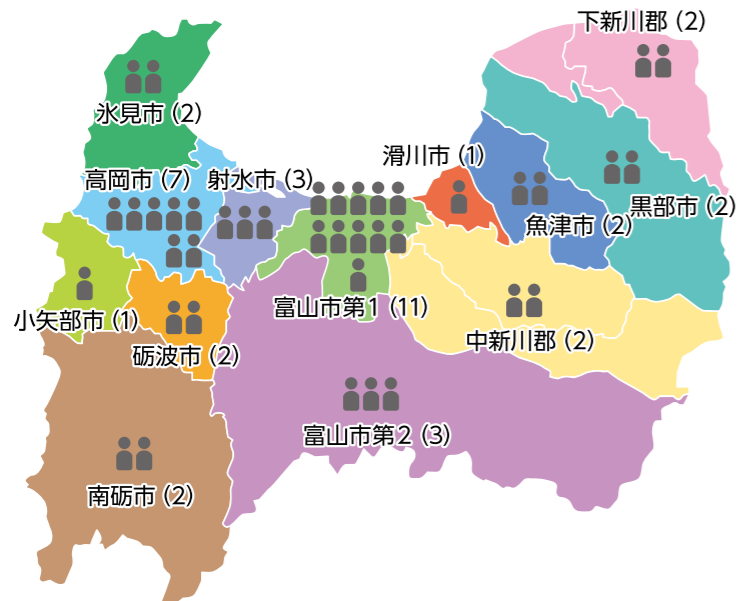 下新川郡 (2)
氷見市 (2)
滑川市 (1)
高岡市 (7)
射水市 (3)
黒部市 (2)
魚津市 (2)
富山市第1 (11)
小矢部市 (1)
中新川郡 (2)
砺波市 (2)
富山市第2 (3)
南砺市 (2)